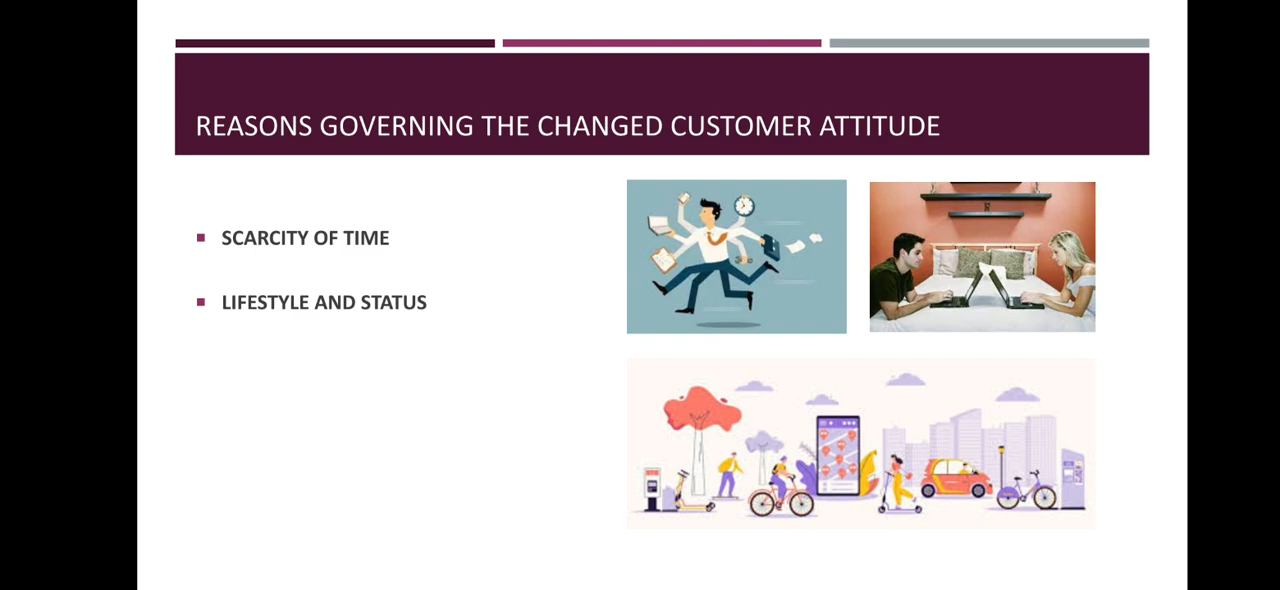 REASONS GOVERNING THE CHANGED CUSTOMER ATTITUDE
SCARCITY OF TIME
LIFESTYLE AND STATUS